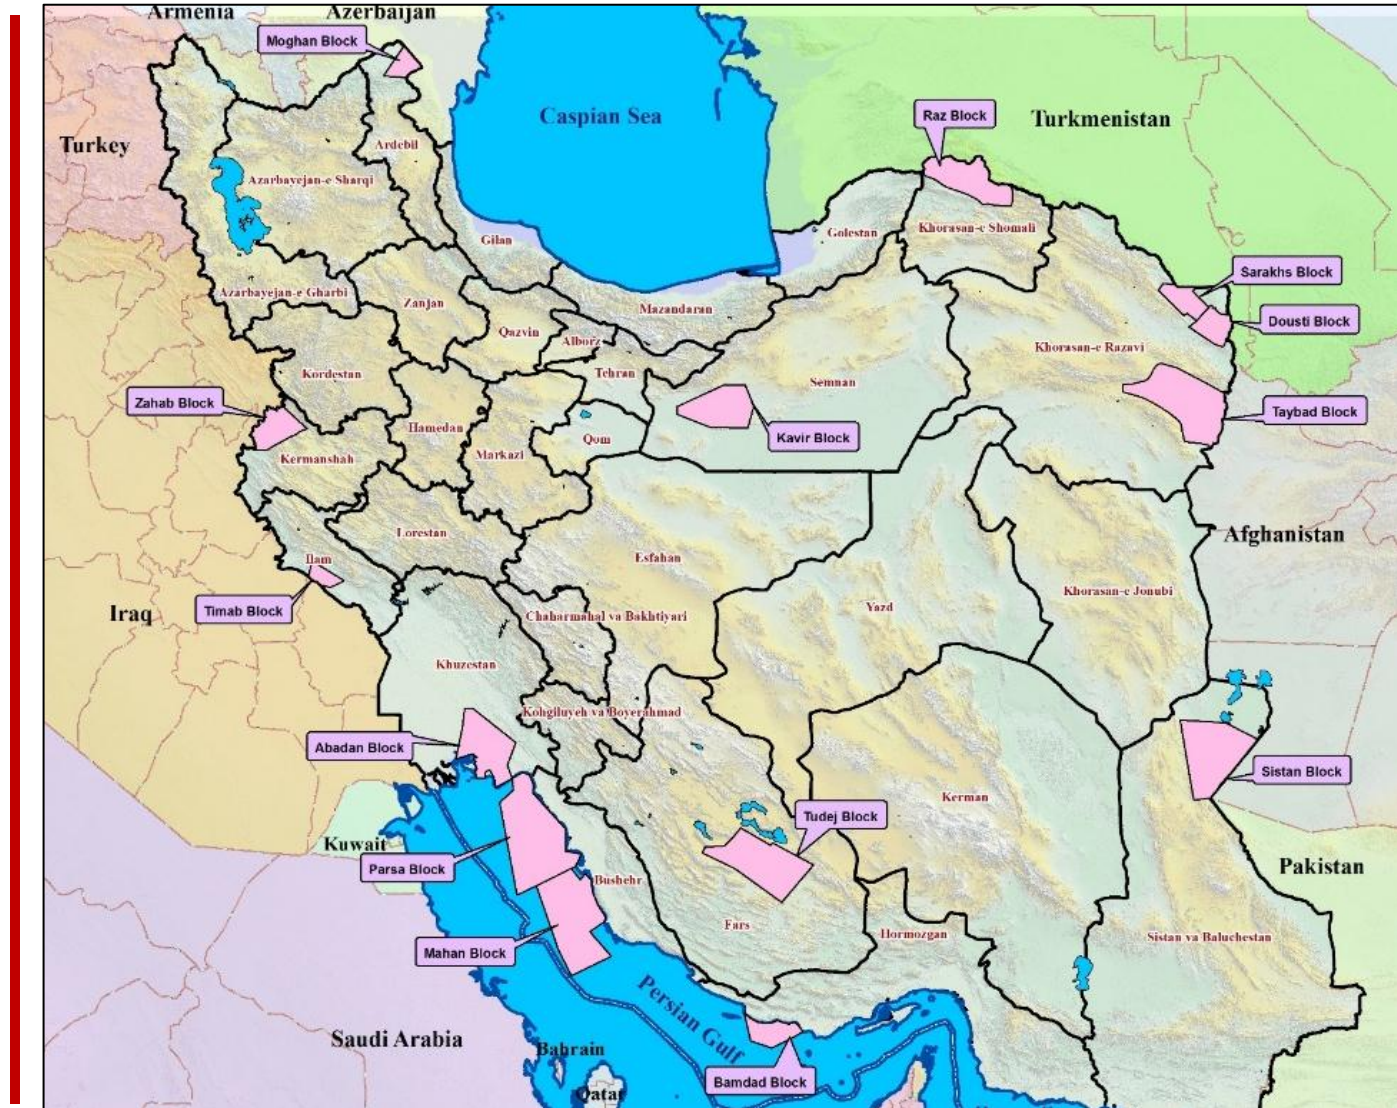 Armenia
Azerbaijan
Moghan Block
Caspian Sea
Raz Block
Turkmenistan
Turkey
Ardebil
Azarbayejan-e Sharqi
Gilan
Golestan
Khorasan-e Shomali
Sarakhs Block
Azarbayejan-e Gharbi
Zanjan
Mazandaran
Dousti Block
Qazvin
Alborz
Khorasan-e Razavi
Kordestan
Tehran
Semnan
Zahab Block
Taybad Block
Hamedan
Qom
Kavir Block
Kermanshah
Markazi
Lorestan
Afghanistan
Ilam
Esfahan
Khorasan-e Jonubi
Timab Block
Iraq
Yazd
Chaharmahal va Bakhtiyari
Khuzestan
Kohgiluyeh va Boyerahmad
Abadan Block
Sistan Block
Kerman
Tudej Block
Kuwait
Parsa Block
Bushehr
Pakistan
Fars
Hormozgan
Sistan va Baluchestan
Mahan Block
Persian Gulf
Saudi Arabia
Bahrain
Bamdad Block
Qatar